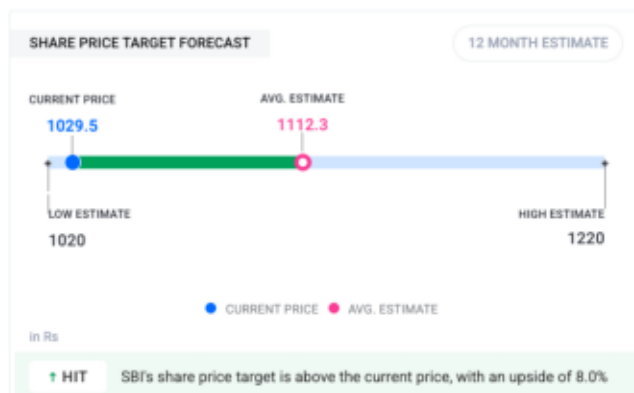 SHARE PRICE TARGET FORECAST
12 MONTH ESTIMATE
CURRENT PRICE
AVG. ESTIMATE
1029.5
1112.3
LOW ESTIMATE
HIGH ESTIMATE
1020
1220
CURRENT PRICE AVG. ESTIMATE
in Rs
↑ HIT SBI's share price target is above the current price, with an upside of 8.0%